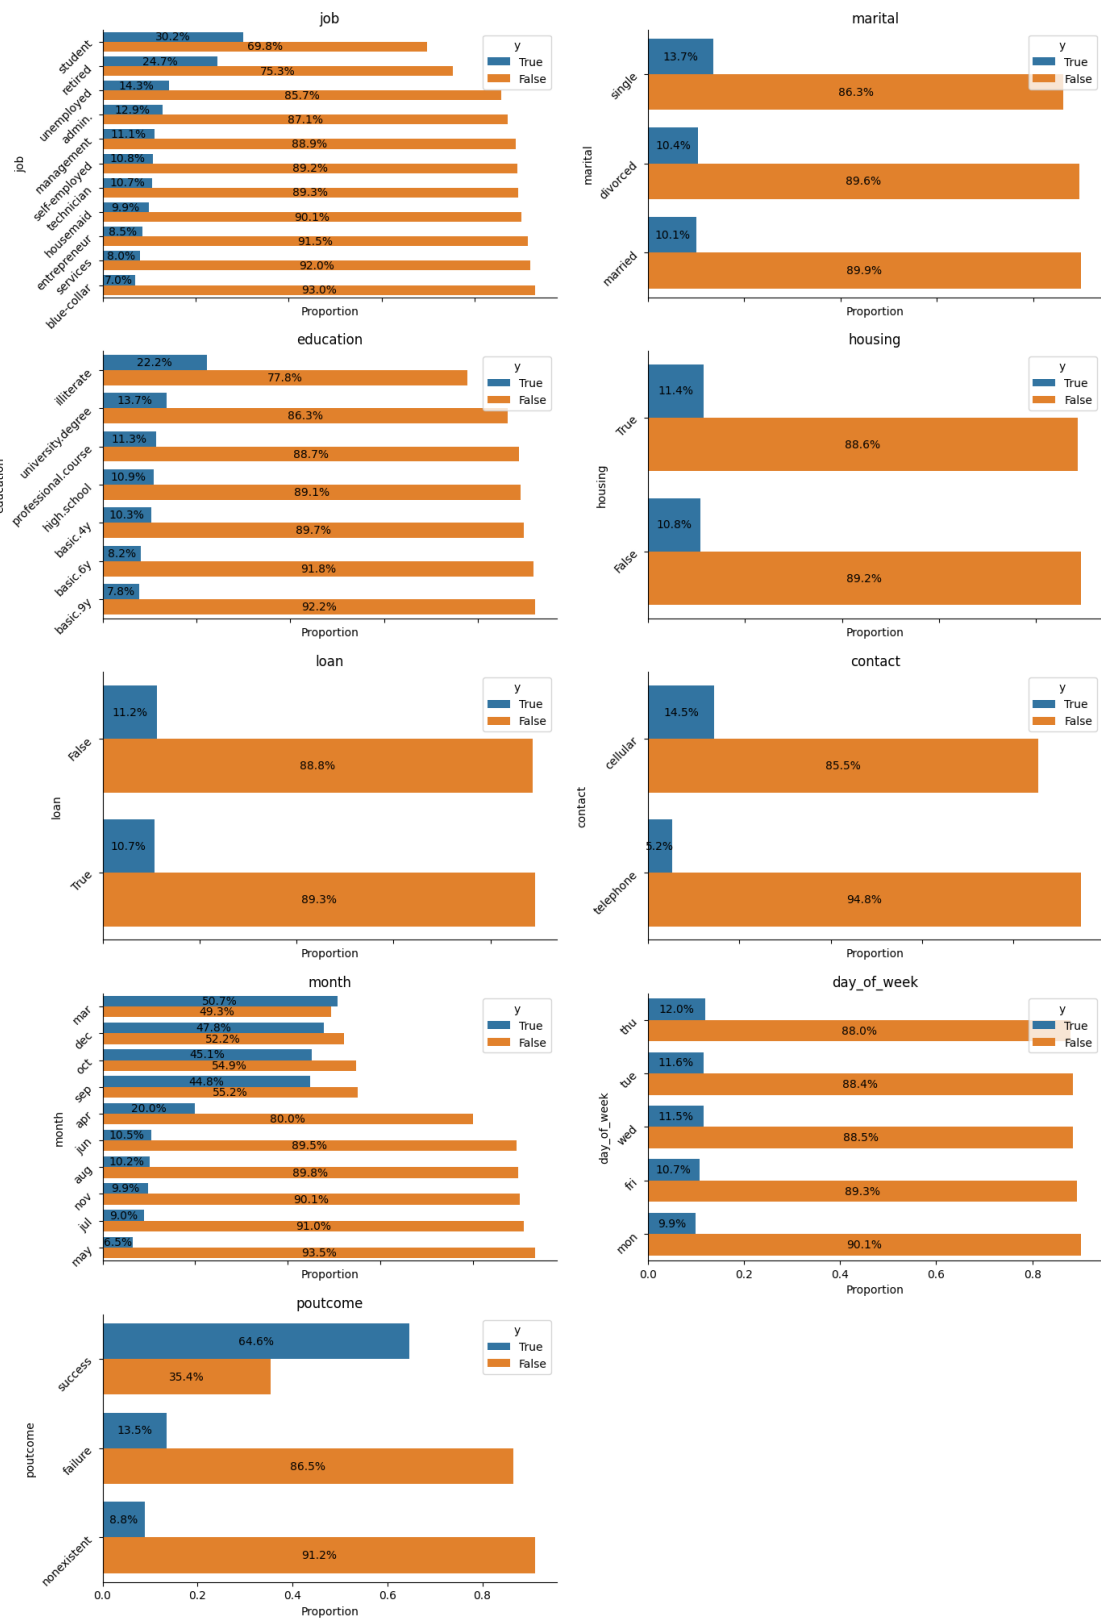 job
y
True
False
student
30.2%
69.8%
retired
24.7%
75.3%
unemployed
14.3%
85.7%
admin.
12.9%
87.1%
management
11.1%
88.9%
self-employed
10.8%
89.2%
technician
10.7%
89.3%
housemaid
9.9%
90.1%
entrepreneur
8.5%
91.5%
services
8.0%
92.0%
blue-collar
7.0%
93.0%
job
Proportion
marital
y
True
False
single
13.7%
86.3%
divorced
10.4%
89.6%
married
10.1%
89.9%
marital
Proportion
education
y
True
False
illiterate
22.2%
77.8%
university.degree
13.7%
86.3%
professional.course
11.3%
88.7%
high.school
10.9%
89.1%
basic.4y
10.3%
89.7%
basic.6y
8.2%
91.8%
basic.9y
7.8%
92.2%
education
Proportion
housing
y
True
False
True
11.4%
88.6%
False
10.8%
89.2%
housing
Proportion
loan
y
True
False
False
11.2%
88.8%
True
10.7%
89.3%
loan
Proportion
contact
y
True
False
cellular
14.5%
85.5%
telephone
5.2%
94.8%
contact
Proportion
month
y
True
False
mar
50.7%
49.3%
dec
47.8%
52.2%
oct
45.1%
54.9%
sep
44.8%
55.2%
apr
20.0%
80.0%
jun
10.5%
89.5%
aug
10.2%
89.8%
nov
9.9%
90.1%
jul
9.0%
91.0%
may
6.5%
93.5%
month
Proportion
day_of_week
y
True
False
thu
12.0%
88.0%
tue
11.6%
88.4%
wed
11.5%
88.5%
fri
10.7%
89.3%
mon
9.9%
90.1%
day_of_week
0.0 0.2 0.4 0.6 0.8
Proportion
poutcome
y
True
False
success
64.6%
35.4%
failure
13.5%
86.5%
nonexistent
8.8%
91.2%
poutcome
0.0 0.2 0.4 0.6 0.8
Proportion